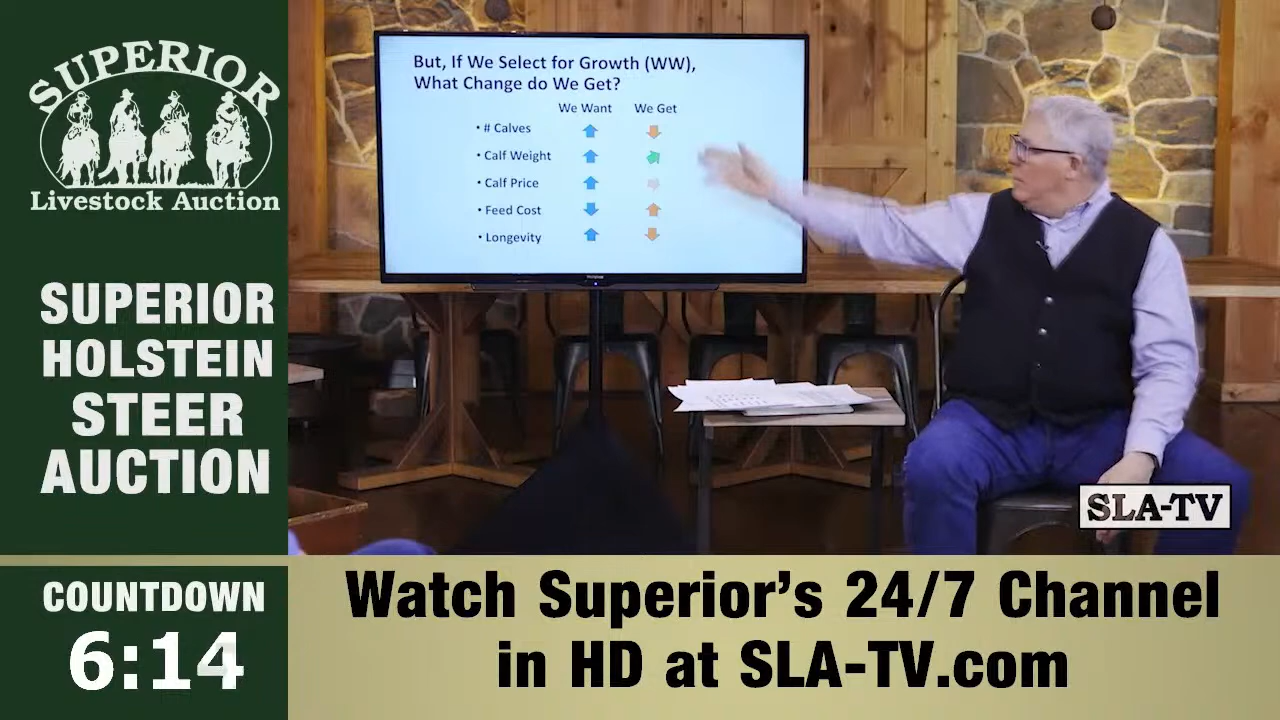 SUPERIOR
Livestock Auction
SUPERIOR
HOLSTEIN
STEER
AUCTION
COUNTDOWN
6:14
But, If We Select for Growth (WW),
What Change do We Get?
We Want We Get
• # Calves
• Calf Weight
• Calf Price
• Feed Cost
• Longevity
SLA-TV
Watch Superior's 24/7 Channel
in HD at SLA-TV.com